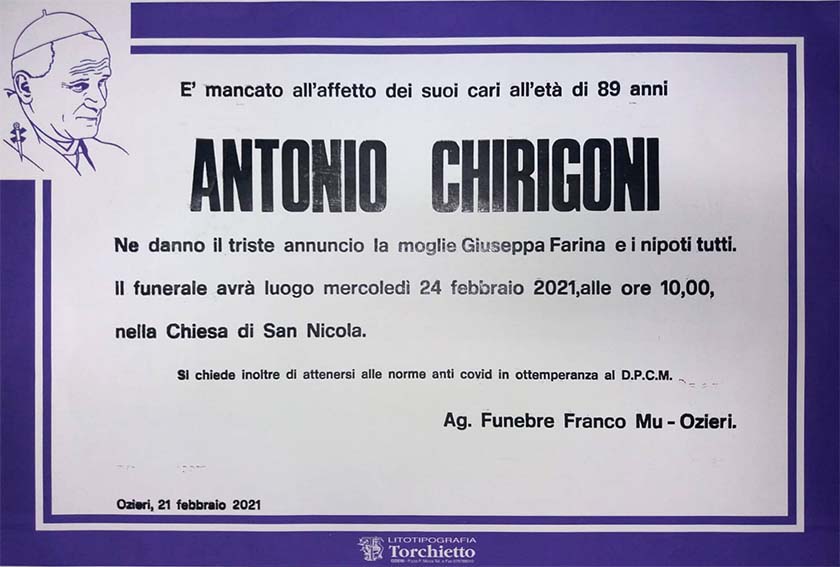 E' mancato all'affetto dei suoi cari all'età di 89 anni
ANTONIO CHIRIGONI
Ne danno il triste annuncio la moglie Giuseppa Farina e i nipoti tutti.
Il funerale avrà luogo mercoledì 24 febbraio 2021,alle ore 10,00,
nella Chiesa di San Nicola.
Si chiede inoltre di attenersi alle norme anti covid in ottemperanza al D.P.C.M.
Ag. Funebre Franco Mu - Ozieri.
Ozieri, 21 febbraio 2021
LITOTIPOGRAFIA
Torchietto
OZIERI